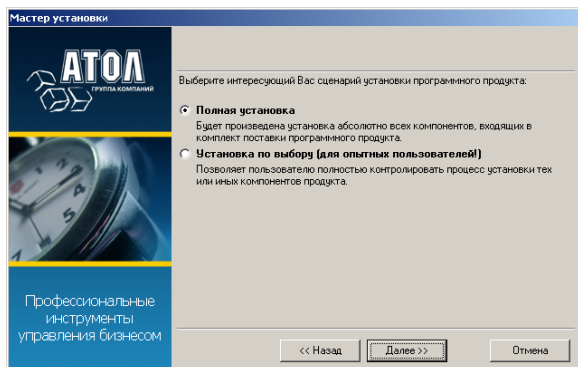 Мастер установки
АТОЛ
ГРУППА КОМПАНИЙ
Выберите интересующий Вас сценарий установки программного продукта:
Полная установка
Будет произведена установка абсолютно всех компонентов, входящих в
комплект поставки программного продукта.
Установка по выбору (для опытных пользователей!)
Позволяет пользователю полностью контролировать процесс установки тех
или иных компонентов продукта.
Профессиональные
инструменты
управления бизнесом
<< Назад
Далее >>
Отмена